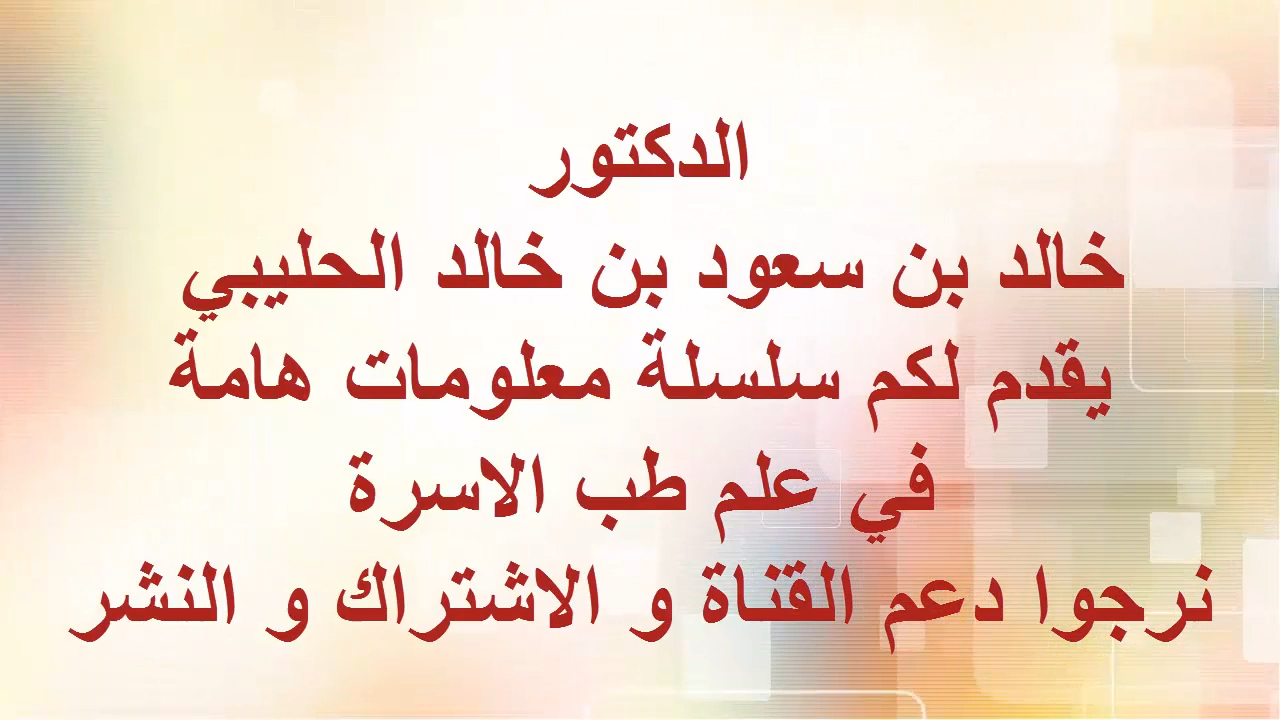 الدكتور
خالد بن سعود بن خالد الحليبي
يقدم لكم سلسلة معلومات هامة
في علم طب الاسرة
نرجوا دعم القناة و الاشتراك و النشر